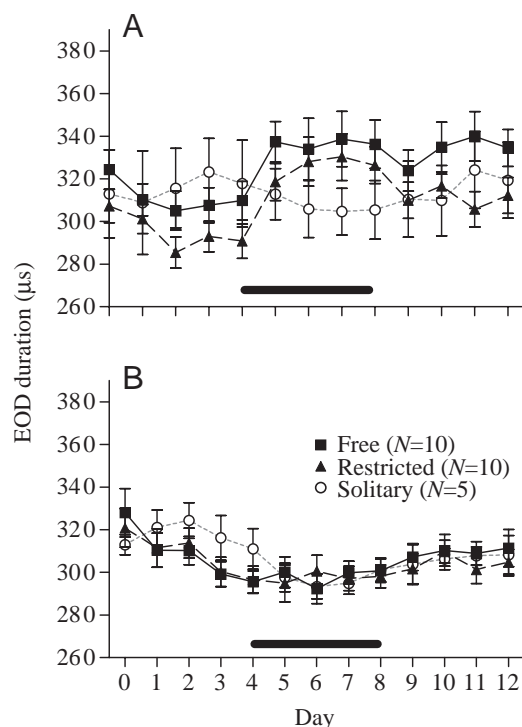 A
380
360
340
320
300
280
260
EOD duration (μs)
B
380
360
340
320
300
280
260
Free (N=10)
Restricted (N=10)
Solitary (N=5)
0 1 2 3 4 5 6 7 8 9 10 11 12
Day